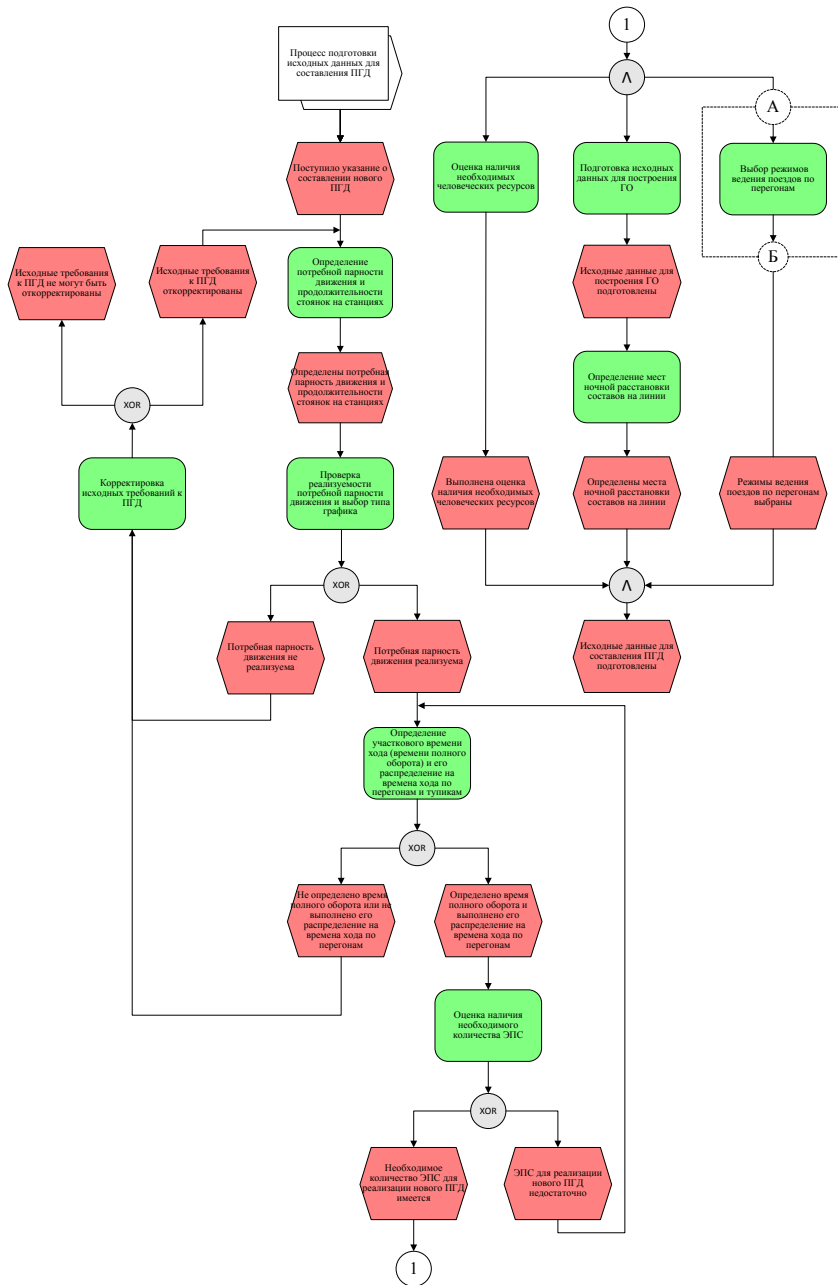 Процесс подготовки
исходных данных для
составления ПГД
Поступило указание о
составлении нового
ПГД
Исходные требования
к ПГД не могут быть
откорректированы
Исходные требования
к ПГД
откорректированы
Определение
потребной парности
движения и
продолжительности
стоянок на станциях
Определены потребная
парность движения и
продолжительности
стоянок на станциях
XOR
Корректировка
исходных требований к
ПГД
Проверка
реализуемости
потребной парности
движения и выбор типа
графика
XOR
Потребная парность
движения не
реализуема
Потребная парность
движения реализуема
Определение
участкового времени
хода (времени полного
оборота) и его
распределение на
времена хода по
перегонам и тупикам
XOR
Не определено время
полного оборота или не
выполнено его
распределение на
времена хода по
перегонам
Определено время
полного оборота и
выполнено его
распределение на
времена хода по
перегонам
Оценка наличия
необходимого
количества ЭПС
XOR
Необходимое
количество ЭПС для
реализации нового ПГД
имеется
ЭПС для реализации
нового ПГД
недостаточно
1
1
Λ
А
Оценка наличия
необходимых
человеческих ресурсов
Подготовка исходных
данных для построения
ГО
Выбор режимов
ведения поездов по
перегонам
Б
Исходные данные для
построения ГО
подготовлены
Определение мест
ночной расстановки
составов на линии
Выполнена оценка
наличия необходимых
человеческих ресурсов
Определены места
ночной расстановки
составов на линии
Режимы ведения
поездов по перегонам
выбраны
Λ
Исходные данные для
составления ПГД
подготовлены